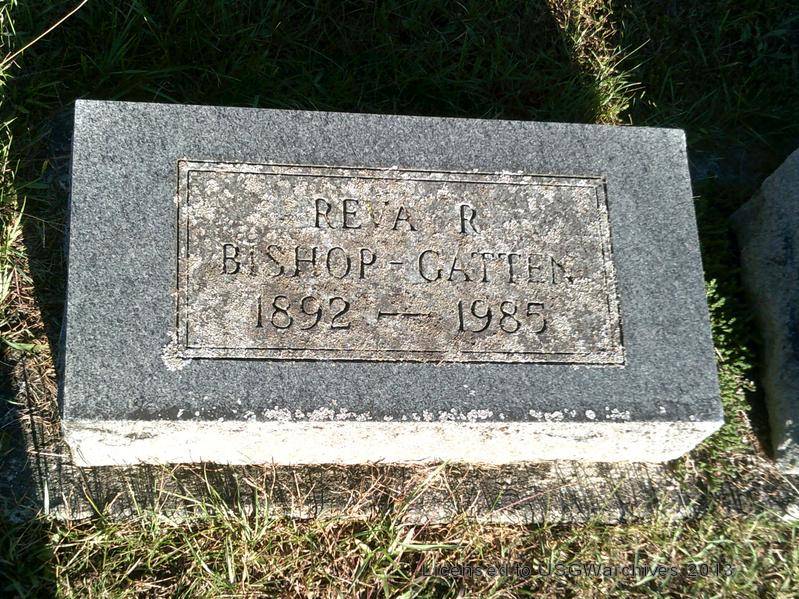 REVA R
BISHOP-GATTEN
1892 — 1985
Licensed to USGWarchives 2013